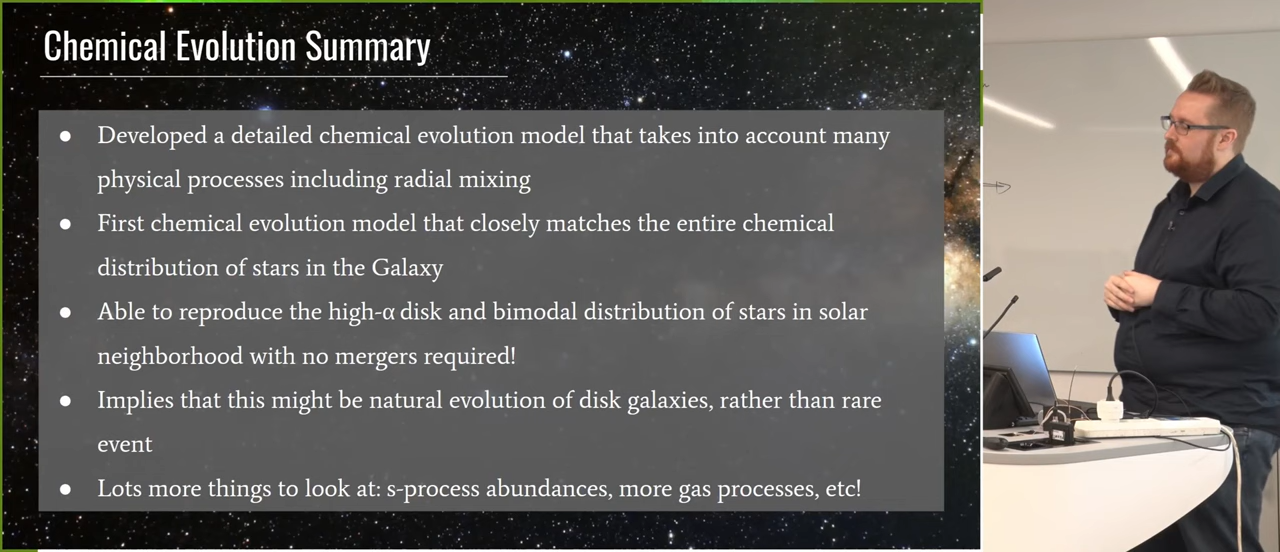 Chemical Evolution Summary
● Developed a detailed chemical evolution model that takes into account many
physical processes including radial mixing
● First chemical evolution model that closely matches the entire chemical
distribution of stars in the Galaxy
● Able to reproduce the high-α disk and bimodal distribution of stars in solar
neighborhood with no mergers required!
● Implies that this might be natural evolution of disk galaxies, rather than rare
event
● Lots more things to look at: s-process abundances, more gas processes, etc!